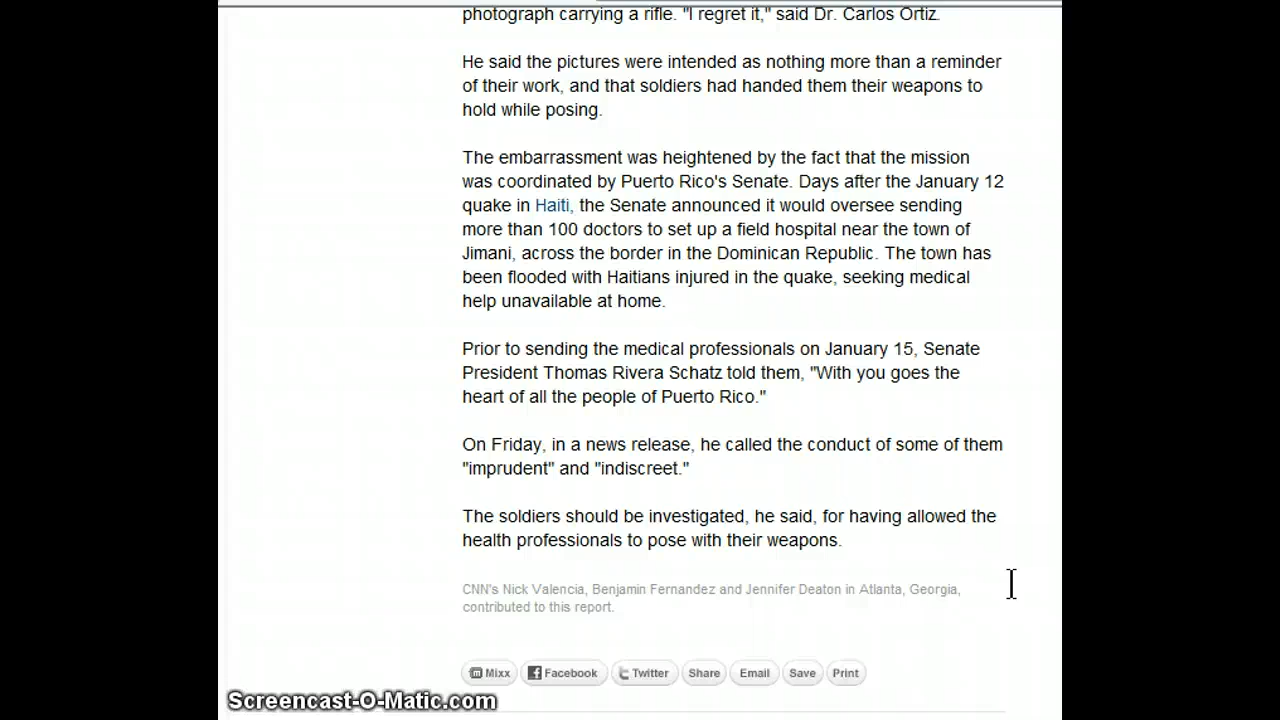 photograph carrying a rifle. "I regret it," said Dr. Carlos Ortiz.
He said the pictures were intended as nothing more than a reminder
of their work, and that soldiers had handed them their weapons to
hold while posing.
The embarrassment was heightened by the fact that the mission
was coordinated by Puerto Rico's Senate. Days after the January 12
quake in Haiti, the Senate announced it would oversee sending
more than 100 doctors to set up a field hospital near the town of
Jimani, across the border in the Dominican Republic. The town has
been flooded with Haitians injured in the quake, seeking medical
help unavailable at home.
Prior to sending the medical professionals on January 15, Senate
President Thomas Rivera Schatz told them, "With you goes the
heart of all the people of Puerto Rico."
On Friday, in a news release, he called the conduct of some of them
"imprudent" and "indiscreet."
The soldiers should be investigated, he said, for having allowed the
health professionals to pose with their weapons.
CNN's Nick Valencia, Benjamin Fernandez and Jennifer Deaton in Atlanta, Georgia,
contributed to this report.
Mixx Facebook Twitter Share Email Save Print
Screencast-O-Matic.com